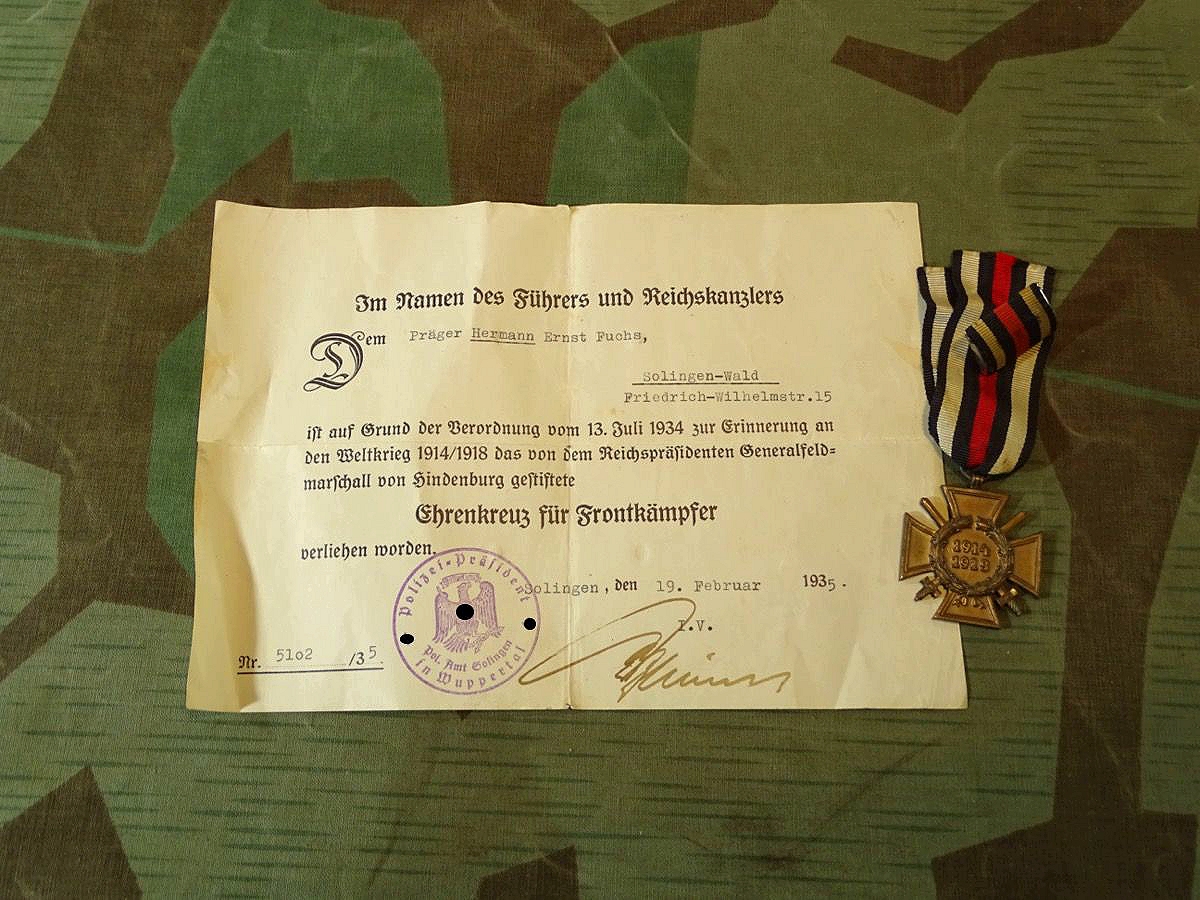 Im Namen des Führers und Reichskanzlers
Dem Präger Hermann Ernst Fuchs,
Solingen-Wald
Friedrich-Wilhelmstr.15
ist auf Grund der Verordnung vom 13. Juli 1934 zur Erinnerung an
den Weltkrieg 1914/1918 das von dem Reichspräsidenten Generalfeld=
marschall von Hindenburg gestiftete
Ehrenkreuz für Frontkämpfer
verliehen worden.
Solingen, den 19. Februar 1935.
I.V.
Nr. 5102 /35.
Polizei-Präsident
Pol. Amt Solingen
in Wuppertal
1914
1918